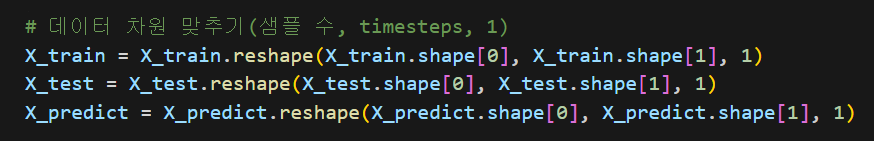 # 데이터 차원 맞추기(샘플 수, timesteps, 1)
X_train = X_train.reshape(X_train.shape[0], X_train.shape[1], 1)
X_test = X_test.reshape(X_test.shape[0], X_test.shape[1], 1)
X_predict = X_predict.reshape(X_predict.shape[0], X_predict.shape[1], 1)